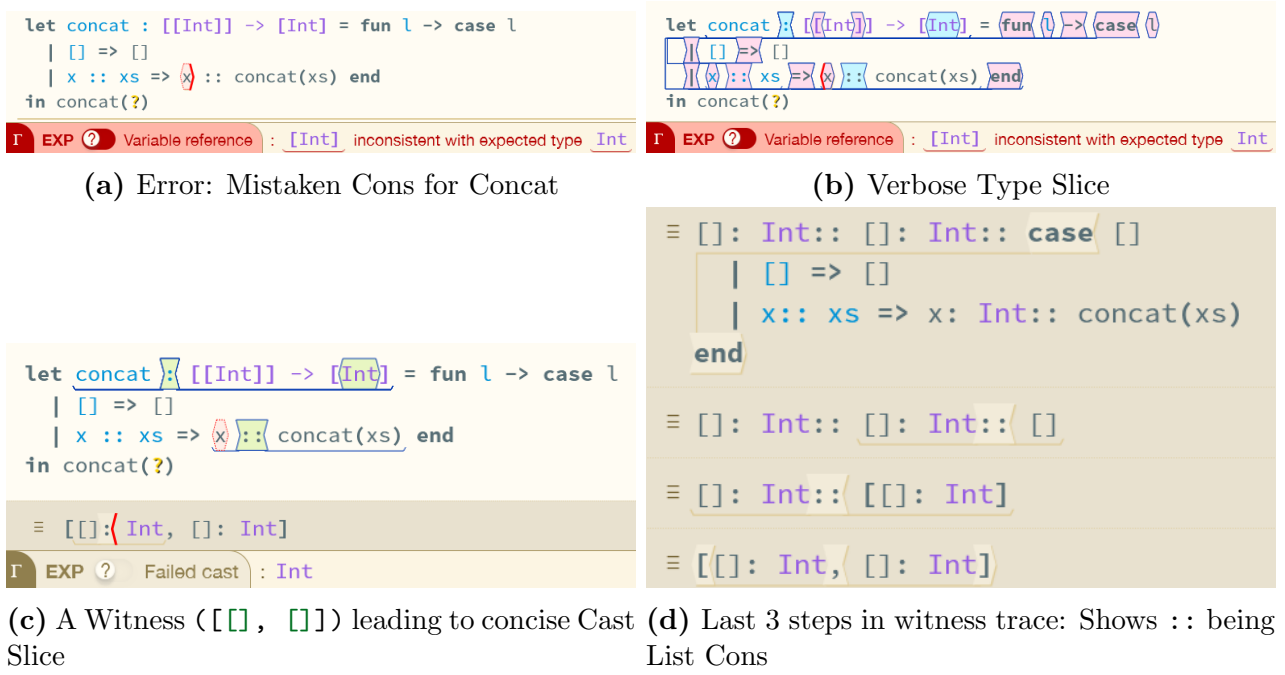 let concat : [[Int]] -> [Int] = fun l -> case l
| [] => []
| x :: xs => x :: concat(xs) end
in concat(?)
Γ EXP ? Variable reference : [Int] inconsistent with expected type Int
(a) Error: Mistaken Cons for Concat
let concat : [[Int]] -> [Int] = fun l -> case l
| [] => []
| x :: xs => x :: concat(xs) end
in concat(?)
Γ EXP ? Variable reference : [Int] inconsistent with expected type Int
(b) Verbose Type Slice
let concat : [[Int]] -> [Int] = fun l -> case l
| [] => []
| x :: xs => x :: concat(xs) end
in concat(?)
≡ [[]: Int, []: Int]
Γ EXP ? Failed cast : Int
(c) A Witness ([[], []]) leading to concise Cast
Slice
≡ []: Int:: []: Int:: case []
| [] => []
| x:: xs => x: Int:: concat(xs)
end
≡ []: Int:: []: Int:: []
≡ []: Int:: [[]: Int]
≡ [[]: Int, []: Int]
(d) Last 3 steps in witness trace: Shows :: being
List Cons